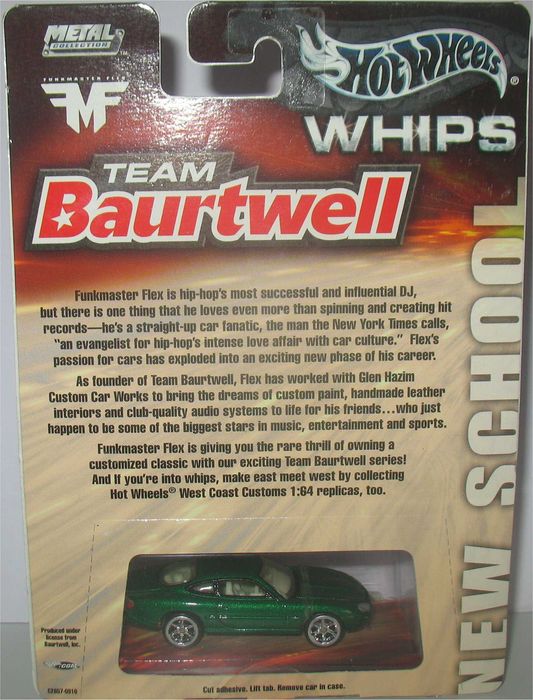 METAL
COLLECTION
Hot Wheels®
FUNKMASTER FLEX
FMF
WHIPS
TEAM
Baurtwell
Funkmaster Flex is hip-hop's most successful and influential DJ,
but there is one thing that he loves even more than spinning and creating hit
records—he's a straight-up car fanatic, the man the New York Times calls,
"an evangelist for hip-hop's intense love affair with car culture." Flex's
passion for cars has exploded into an exciting new phase of his career.
As founder of Team Baurtwell, Flex has worked with Glen Hazim
Custom Car Works to bring the dreams of custom paint, handmade leather
interiors and club-quality audio systems to life for his friends...who just
happen to be some of the biggest stars in music, entertainment and sports.
Funkmaster Flex is giving you the rare thrill of owning a
customized classic with our exciting Team Baurtwell series!
And if you're into whips, make east meet west by collecting
Hot Wheels® West Coast Customs 1:64 replicas, too.
NEW SCHOOL
Produced under
license from
Baurtwell, Inc.
.COM
C2857-0910
Cut adhesive. Lift tab. Remove car in case.